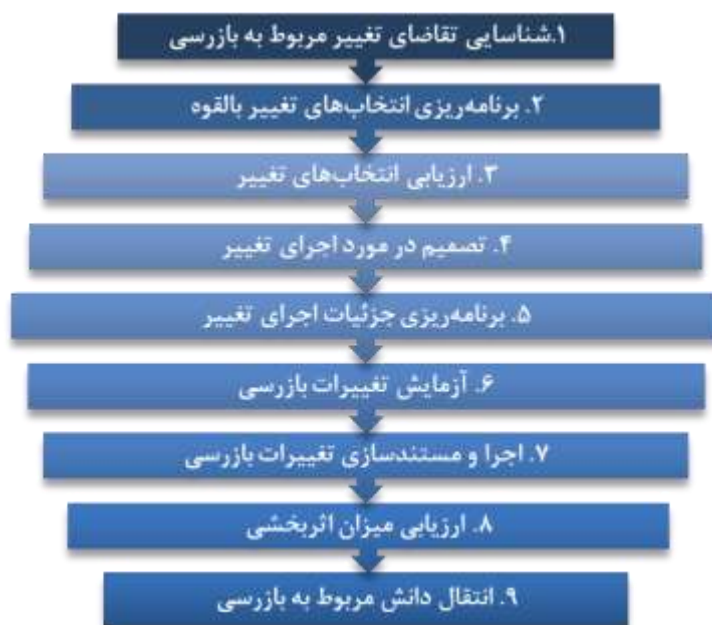 ۱.شناسایی تقاضای تغییر مربوط به بازرسی
۲. برنامه‌ریزی انتخاب‌های تغییر بالقوه
۳. ارزیابی انتخاب‌های تغییر
۴. تصمیم در مورد اجرای تغییر
۵. برنامه‌ریزی جزئیات اجرای تغییر
۶. آزمایش تغییرات بازرسی
۷. اجرا و مستندسازی تغییرات بازرسی
۸. ارزیابی میزان اثربخشی
۹. انتقال دانش مربوط به بازرسی